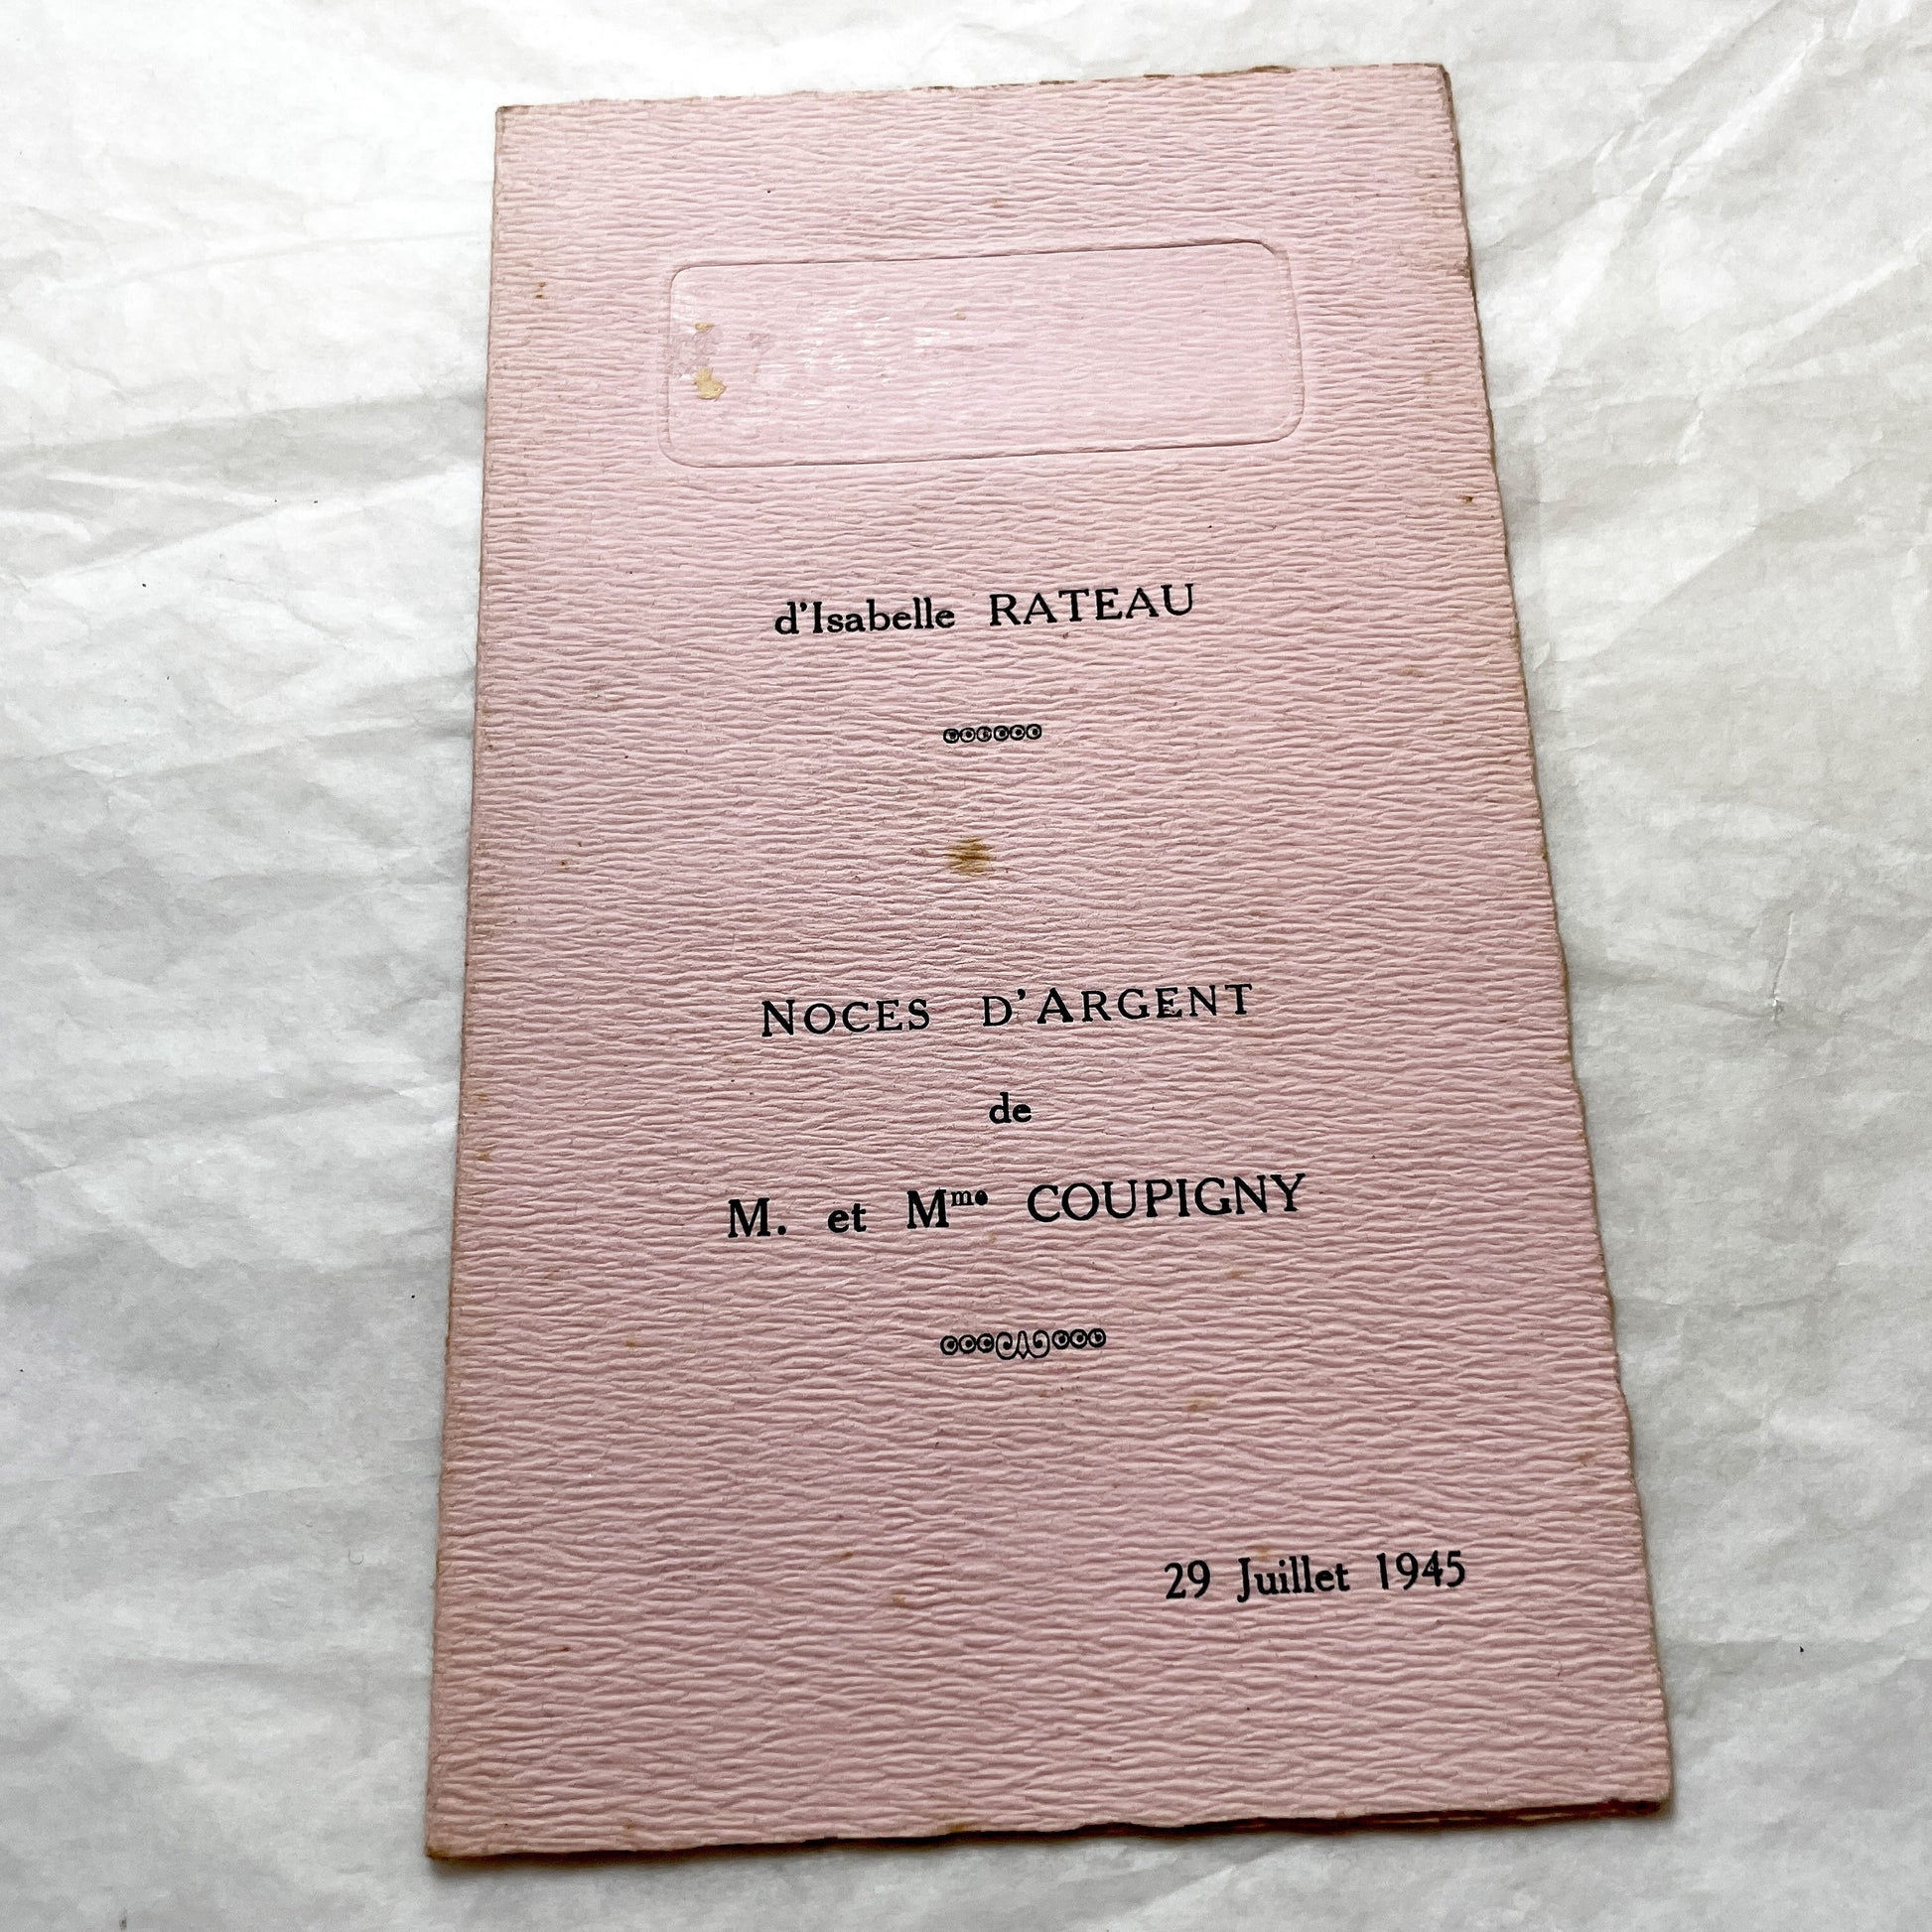 d'Isabelle RATEAU
NOCES D'ARGENT
de
M. et Mme COUPIGNY
29 Juillet 1945